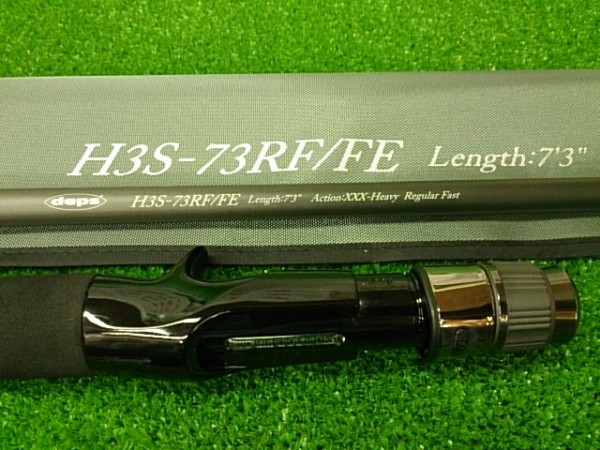 H3S-73RF/FE Length:7'3"
deps H3S-73RF/FE Length:7'3" Action:XXX-Heavy Regular Fast